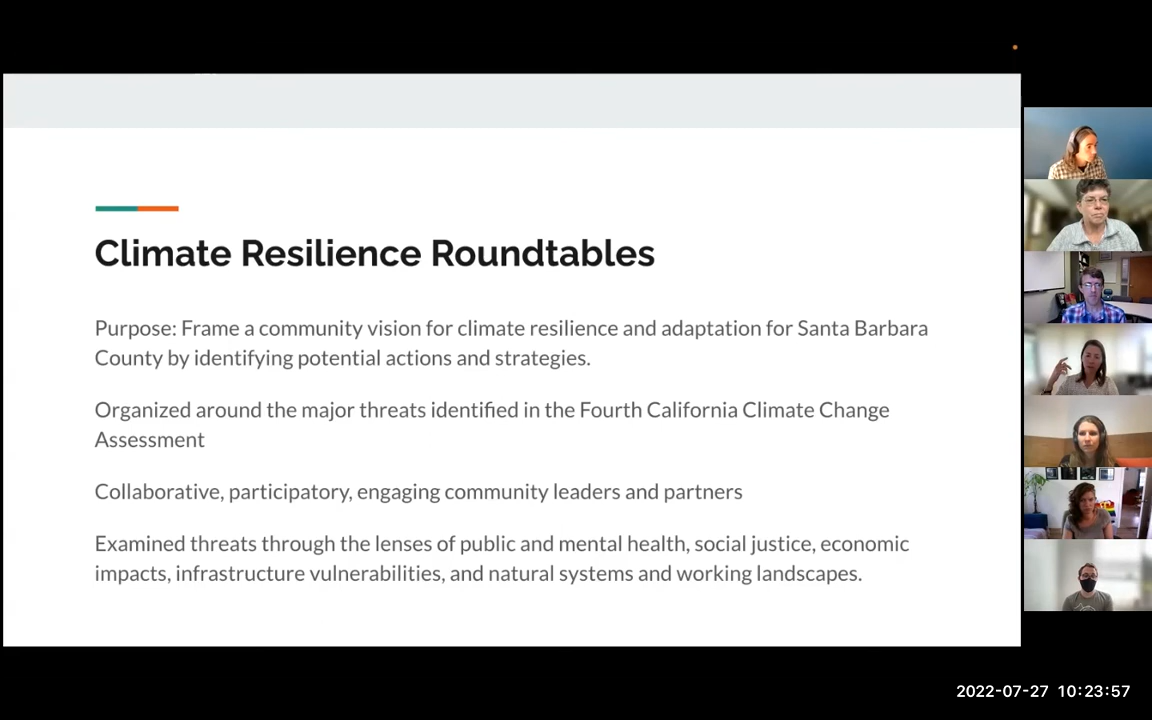 Climate Resilience Roundtables
Purpose: Frame a community vision for climate resilience and adaptation for Santa Barbara
County by identifying potential actions and strategies.
Organized around the major threats identified in the Fourth California Climate Change
Assessment
Collaborative, participatory, engaging community leaders and partners
Examined threats through the lenses of public and mental health, social justice, economic
impacts, infrastructure vulnerabilities, and natural systems and working landscapes.
2022-07-27 10:23:57